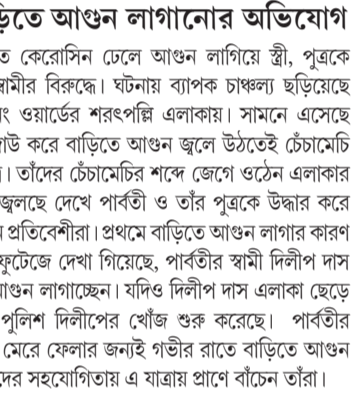 ড়িতে আগুন লাগানোর অভিযোগ
ত কেরোসিন ঢেলে আগুন লাগিয়ে স্ত্রী, পুত্রকে
স্বামীর বিরুদ্ধে। ঘটনায় ব্যাপক চাঞ্চল্য ছড়িয়েছে
ওয়ার্ডের শরৎপল্লি এলাকায়। সামনে এসেছে
দাউ করে বাড়িতে আগুন জ্বলে উঠতেই চেঁচামেচি
। তাঁদের চেঁচামেচির শব্দে জেগে ওঠেন এলাকার
জ্বলছে দেখে পার্বতী ও তাঁর পুত্রকে উদ্ধার করে
প্রতিবেশীরা। প্রথমে বাড়িতে আগুন লাগার কারণ
ফুটেজে দেখা গিয়েছে, পার্বতীর স্বামী দিলীপ দাস
আগুন লাগাচ্ছেন। যদিও দিলীপ দাস এলাকা ছেড়ে
পুলিশ দিলীপের খোঁজ শুরু করেছে। পার্বতীর
মেরে ফেলার জন্যই গভীর রাতে বাড়িতে আগুন
দের সহযোগিতায় এ যাত্রায় প্রাণে বাঁচেন তাঁরা।